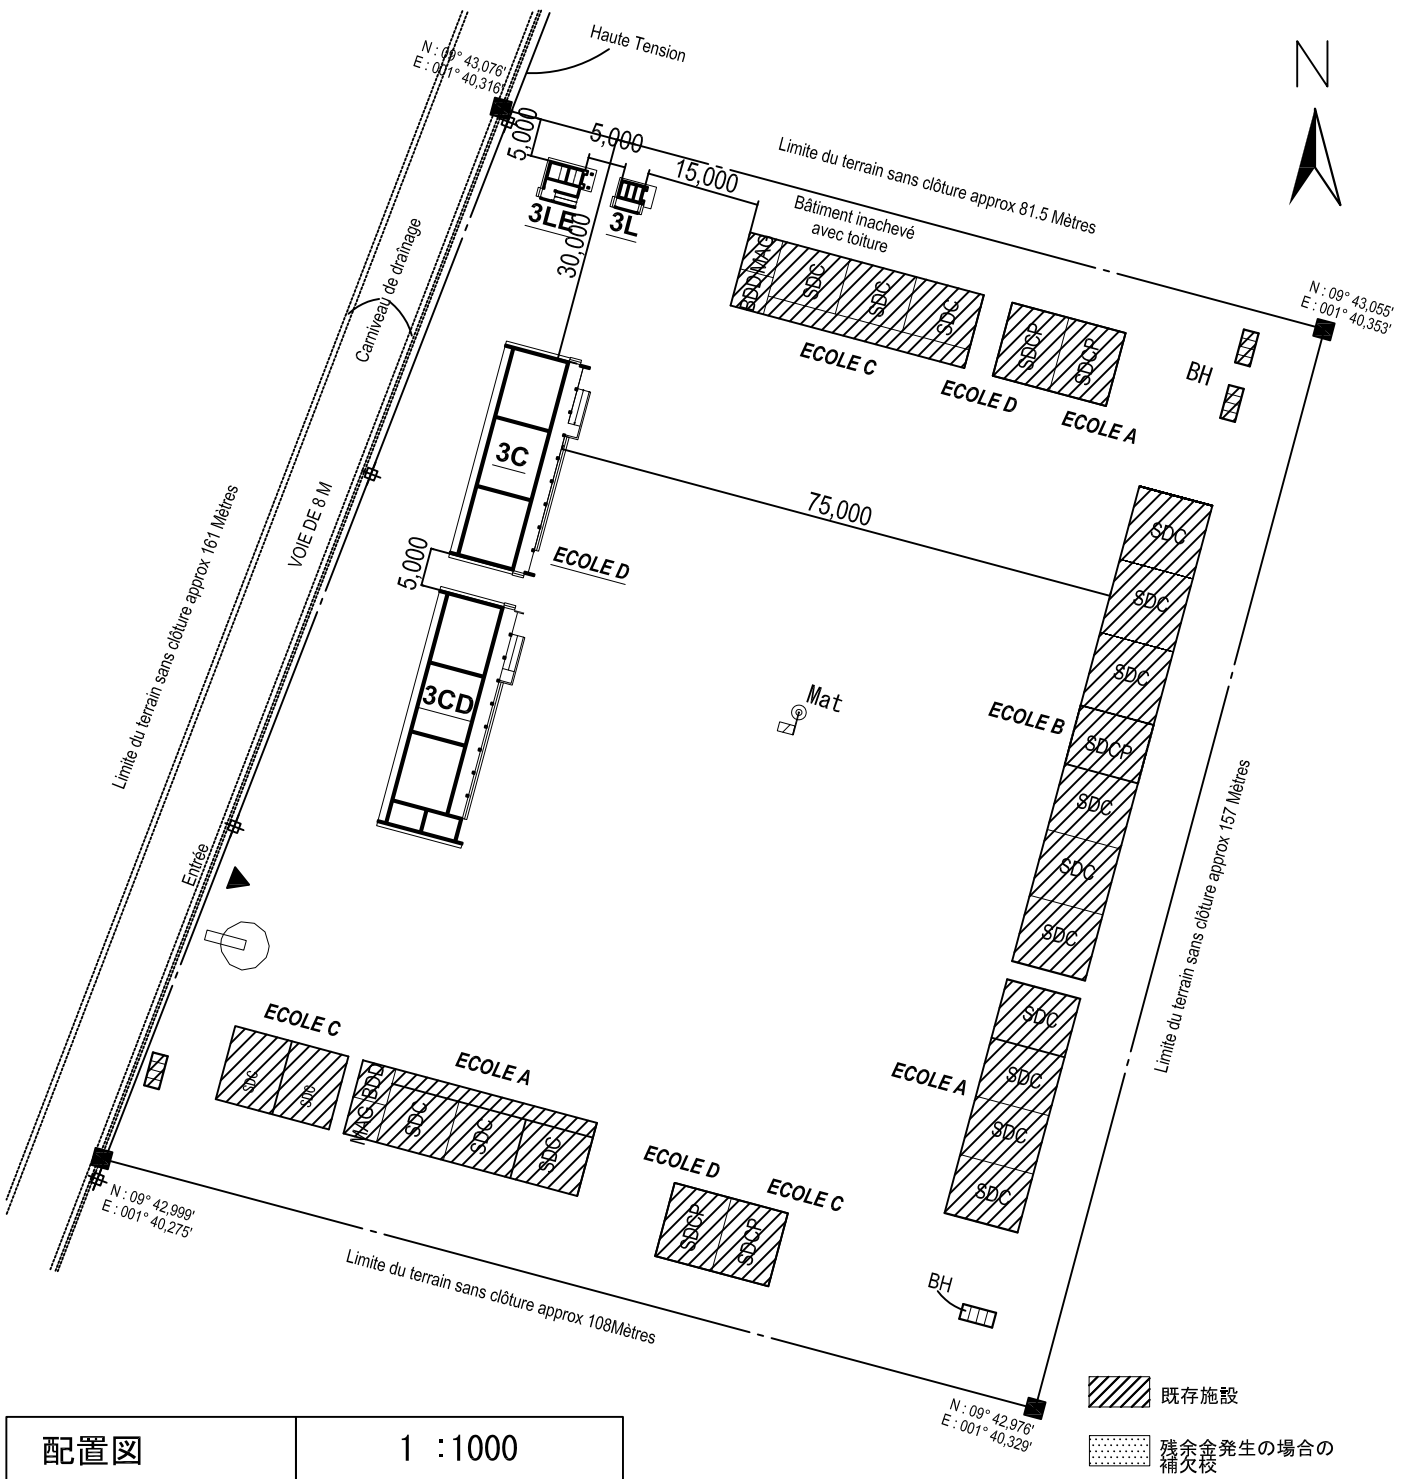 Haute Tension
N
N : 09° 43,076'
E : 001° 40,316'
5,000
5,000
15,000
Limite du terrain sans clôture approx 81.5 Mètres
3LE
3L
30,000
Bâtiment inachevé
avec toiture
BDD MAG
SDC
SDC
SDC
SDCP
SDCP
ECOLE C
ECOLE D
ECOLE A
N : 09° 43,055'
E : 001° 40,353'
BH
Carniveau de draînage
3C
75,000
VOIE DE 8 M
Limite du terrain sans clôture approx 161 Mètres
5,000
ECOLE D
3CD
Mat
ECOLE B
SDC
SDC
SDC
SDCP
SDC
SDC
SDC
Limite du terrain sans clôture approx 157 Mètres
Entrée
ECOLE C
SDC
SDC
ECOLE A
MAG BDD
SDC
SDC
SDC
ECOLE A
SDC
SDC
SDC
SDC
ECOLE D
ECOLE C
SDCP
SDCP
N : 09° 42,999'
E : 001° 40,275'
Limite du terrain sans clôture approx 108Mètres
BH
N : 09° 42,976'
E : 001° 40,329'
既存施設
残余金発生の場合の
補欠校
配置図
1 :1000